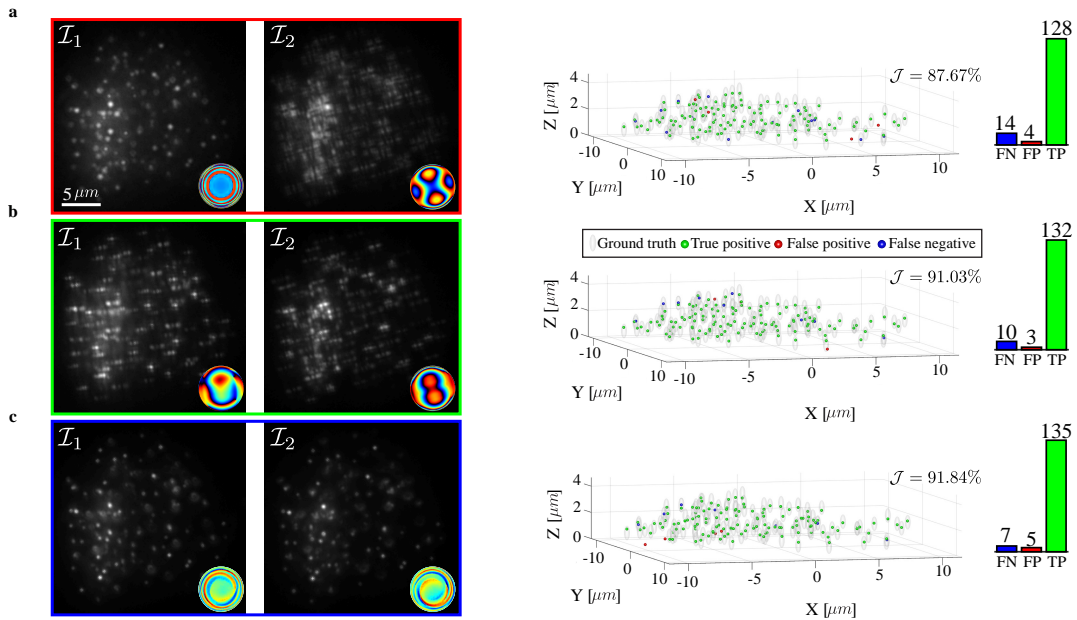 a
𝓘₁
𝓘₂
5 μm
4
2
0
Z [μm]
-10
0
10
Y [μm]
-10
-5
0
5
10
X [μm]
𝒥 = 87.67%
128
14
4
FN FP TP
b
𝓘₁
𝓘₂
Ground truth True positive False positive False negative
4
2
0
Z [μm]
-10
0
10
Y [μm]
-10
-5
0
5
10
X [μm]
𝒥 = 91.03%
132
10
3
FN FP TP
c
𝓘₁
𝓘₂
4
2
0
Z [μm]
-10
0
10
Y [μm]
-10
-5
0
5
10
X [μm]
𝒥 = 91.84%
135
7
5
FN FP TP